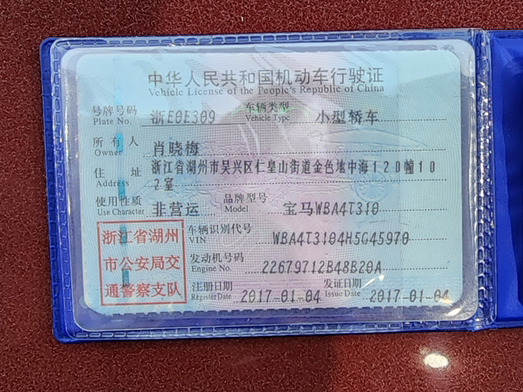 中华人民共和国机动车行驶证
Vehicle License of the People's Republic of China
号牌号码 浙E0E309 车辆类型 小型轿车
Plate No. Vehicle Type
所有人 肖晓梅
Owner
住址 浙江省湖州市吴兴区仁皇山街道金色地中海120幢10
Address 2室
使用性质 非营运 品牌型号 宝马WBA4T310
Use Character Model
浙江省湖州
市公安局交
通警察支队
车辆识别代号 WBA4T3104H5G45970
VIN
发动机号码 22679712B48B20A
Engine No.
注册日期 2017-01-04 发证日期 2017-01-04
Register Date Issue Date